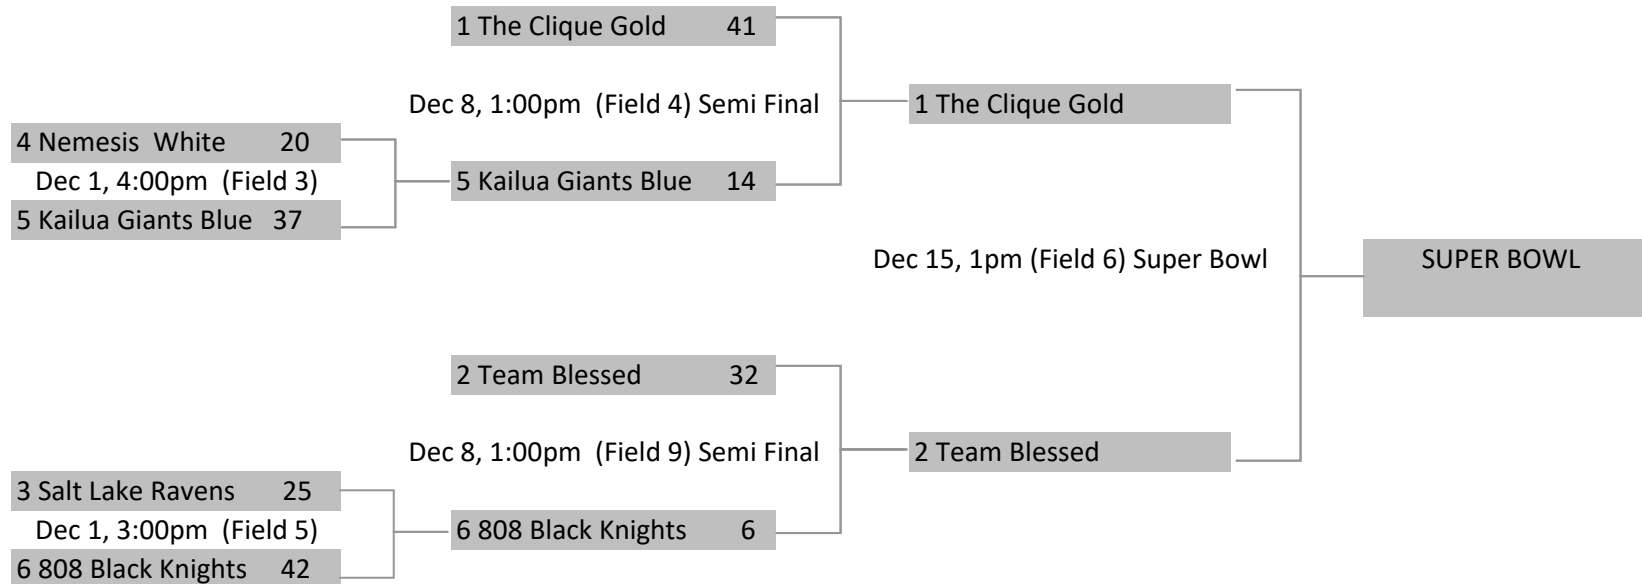 1 The Clique Gold 41
Dec 8, 1:00pm (Field 4) Semi Final
1 The Clique Gold
4 Nemesis White 20
Dec 1, 4:00pm (Field 3)
5 Kailua Giants Blue 14
5 Kailua Giants Blue 37
Dec 15, 1pm (Field 6) Super Bowl
SUPER BOWL
2 Team Blessed 32
Dec 8, 1:00pm (Field 9) Semi Final
2 Team Blessed
3 Salt Lake Ravens 25
Dec 1, 3:00pm (Field 5)
6 808 Black Knights 6
6 808 Black Knights 42